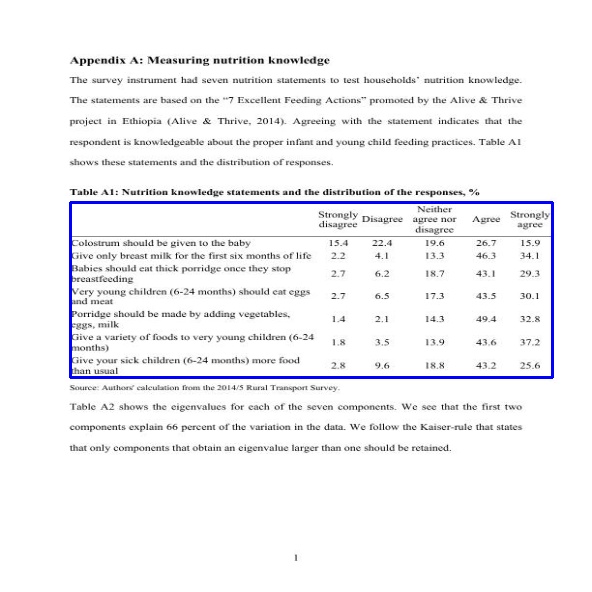 Appendix A: Measuring nutrition knowledge
The survey instrument had seven nutrition statements to test households' nutrition knowledge.
The statements are based on the "7 Excellent Feeding Actions" promoted by the Alive & Thrive
project in Ethiopia (Alive & Thrive, 2014). Agreeing with the statement indicates that the
respondent is knowledgeable about the proper infant and young child feeding practices. Table A1
shows these statements and the distribution of responses.
Table A1: Nutrition knowledge statements and the distribution of the responses, %
Strongly disagree Disagree Neither agree nor disagree Agree Strongly agree
Colostrum should be given to the baby 15.4 22.4 19.6 26.7 15.9
Give only breast milk for the first six months of life 2.2 4.1 13.3 46.3 34.1
Babies should eat thick porridge once they stop
breastfeeding 2.7 6.2 18.7 43.1 29.3
Very young children (6-24 months) should eat eggs
and meat 2.7 6.5 17.3 43.5 30.1
Porridge should be made by adding vegetables,
eggs, milk 1.4 2.1 14.3 49.4 32.8
Give a variety of foods to very young children (6-24
months) 1.8 3.5 13.9 43.6 37.2
Give your sick children (6-24 months) more food
than usual 2.8 9.6 18.8 43.2 25.6
Source: Authors' calculation from the 2014/5 Rural Transport Survey.
Table A2 shows the eigenvalues for each of the seven components. We see that the first two
components explain 66 percent of the variation in the data. We follow the Kaiser-rule that states
that only components that obtain an eigenvalue larger than one should be retained.
1